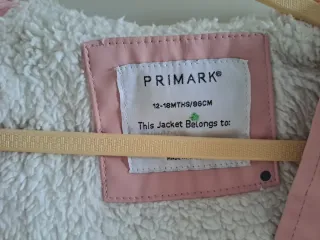 PRIMARK®
12-18MTHS/86CM
This Jacket Belongs to: